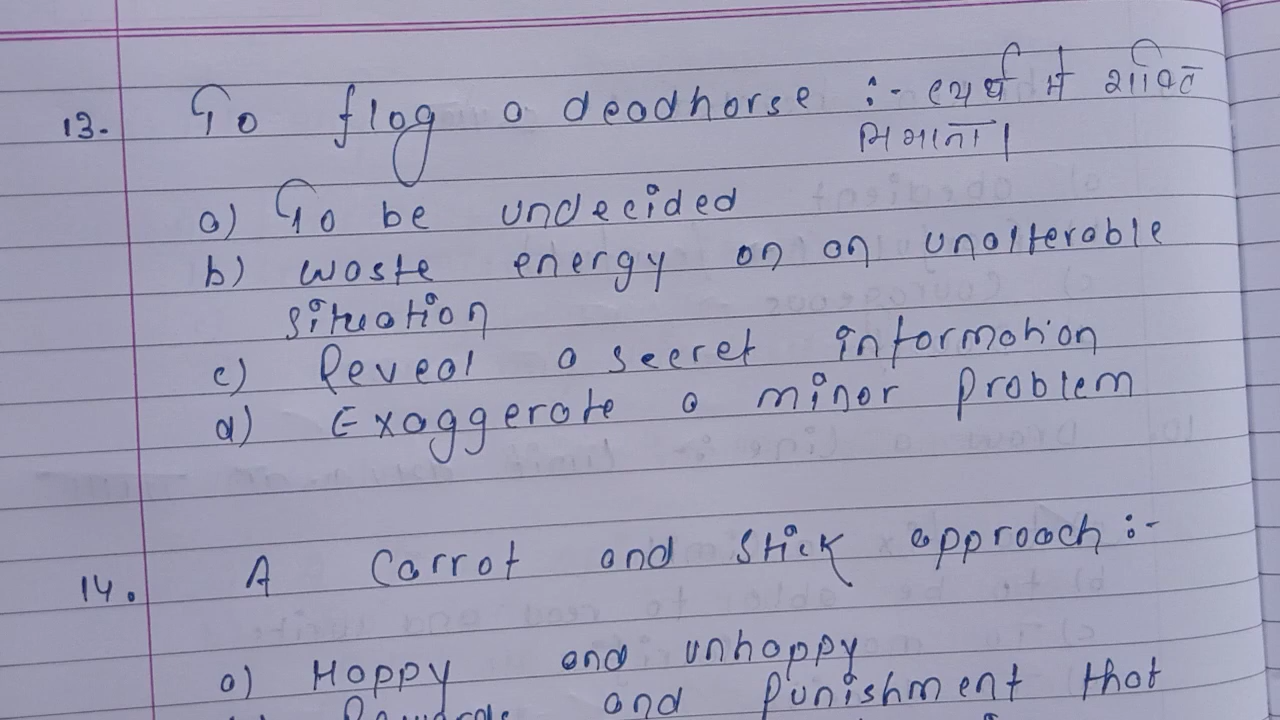 13. To flog a deadhorse :- व्यर्थ में शक्ति
लगाना।
a) To be undecided
b) waste energy on an unalterable
situation
c) Reveal a secret information
d) Exaggerate a minor problem
14. A Carrot and stick approach :-
a) Happy and unhappy
and Punishment that